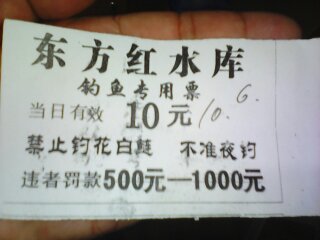 东方红水库
钓鱼专用票
当日有效 10元 10.6.
禁止钓花白鲢 不准夜钓
违者罚款500元—1000元